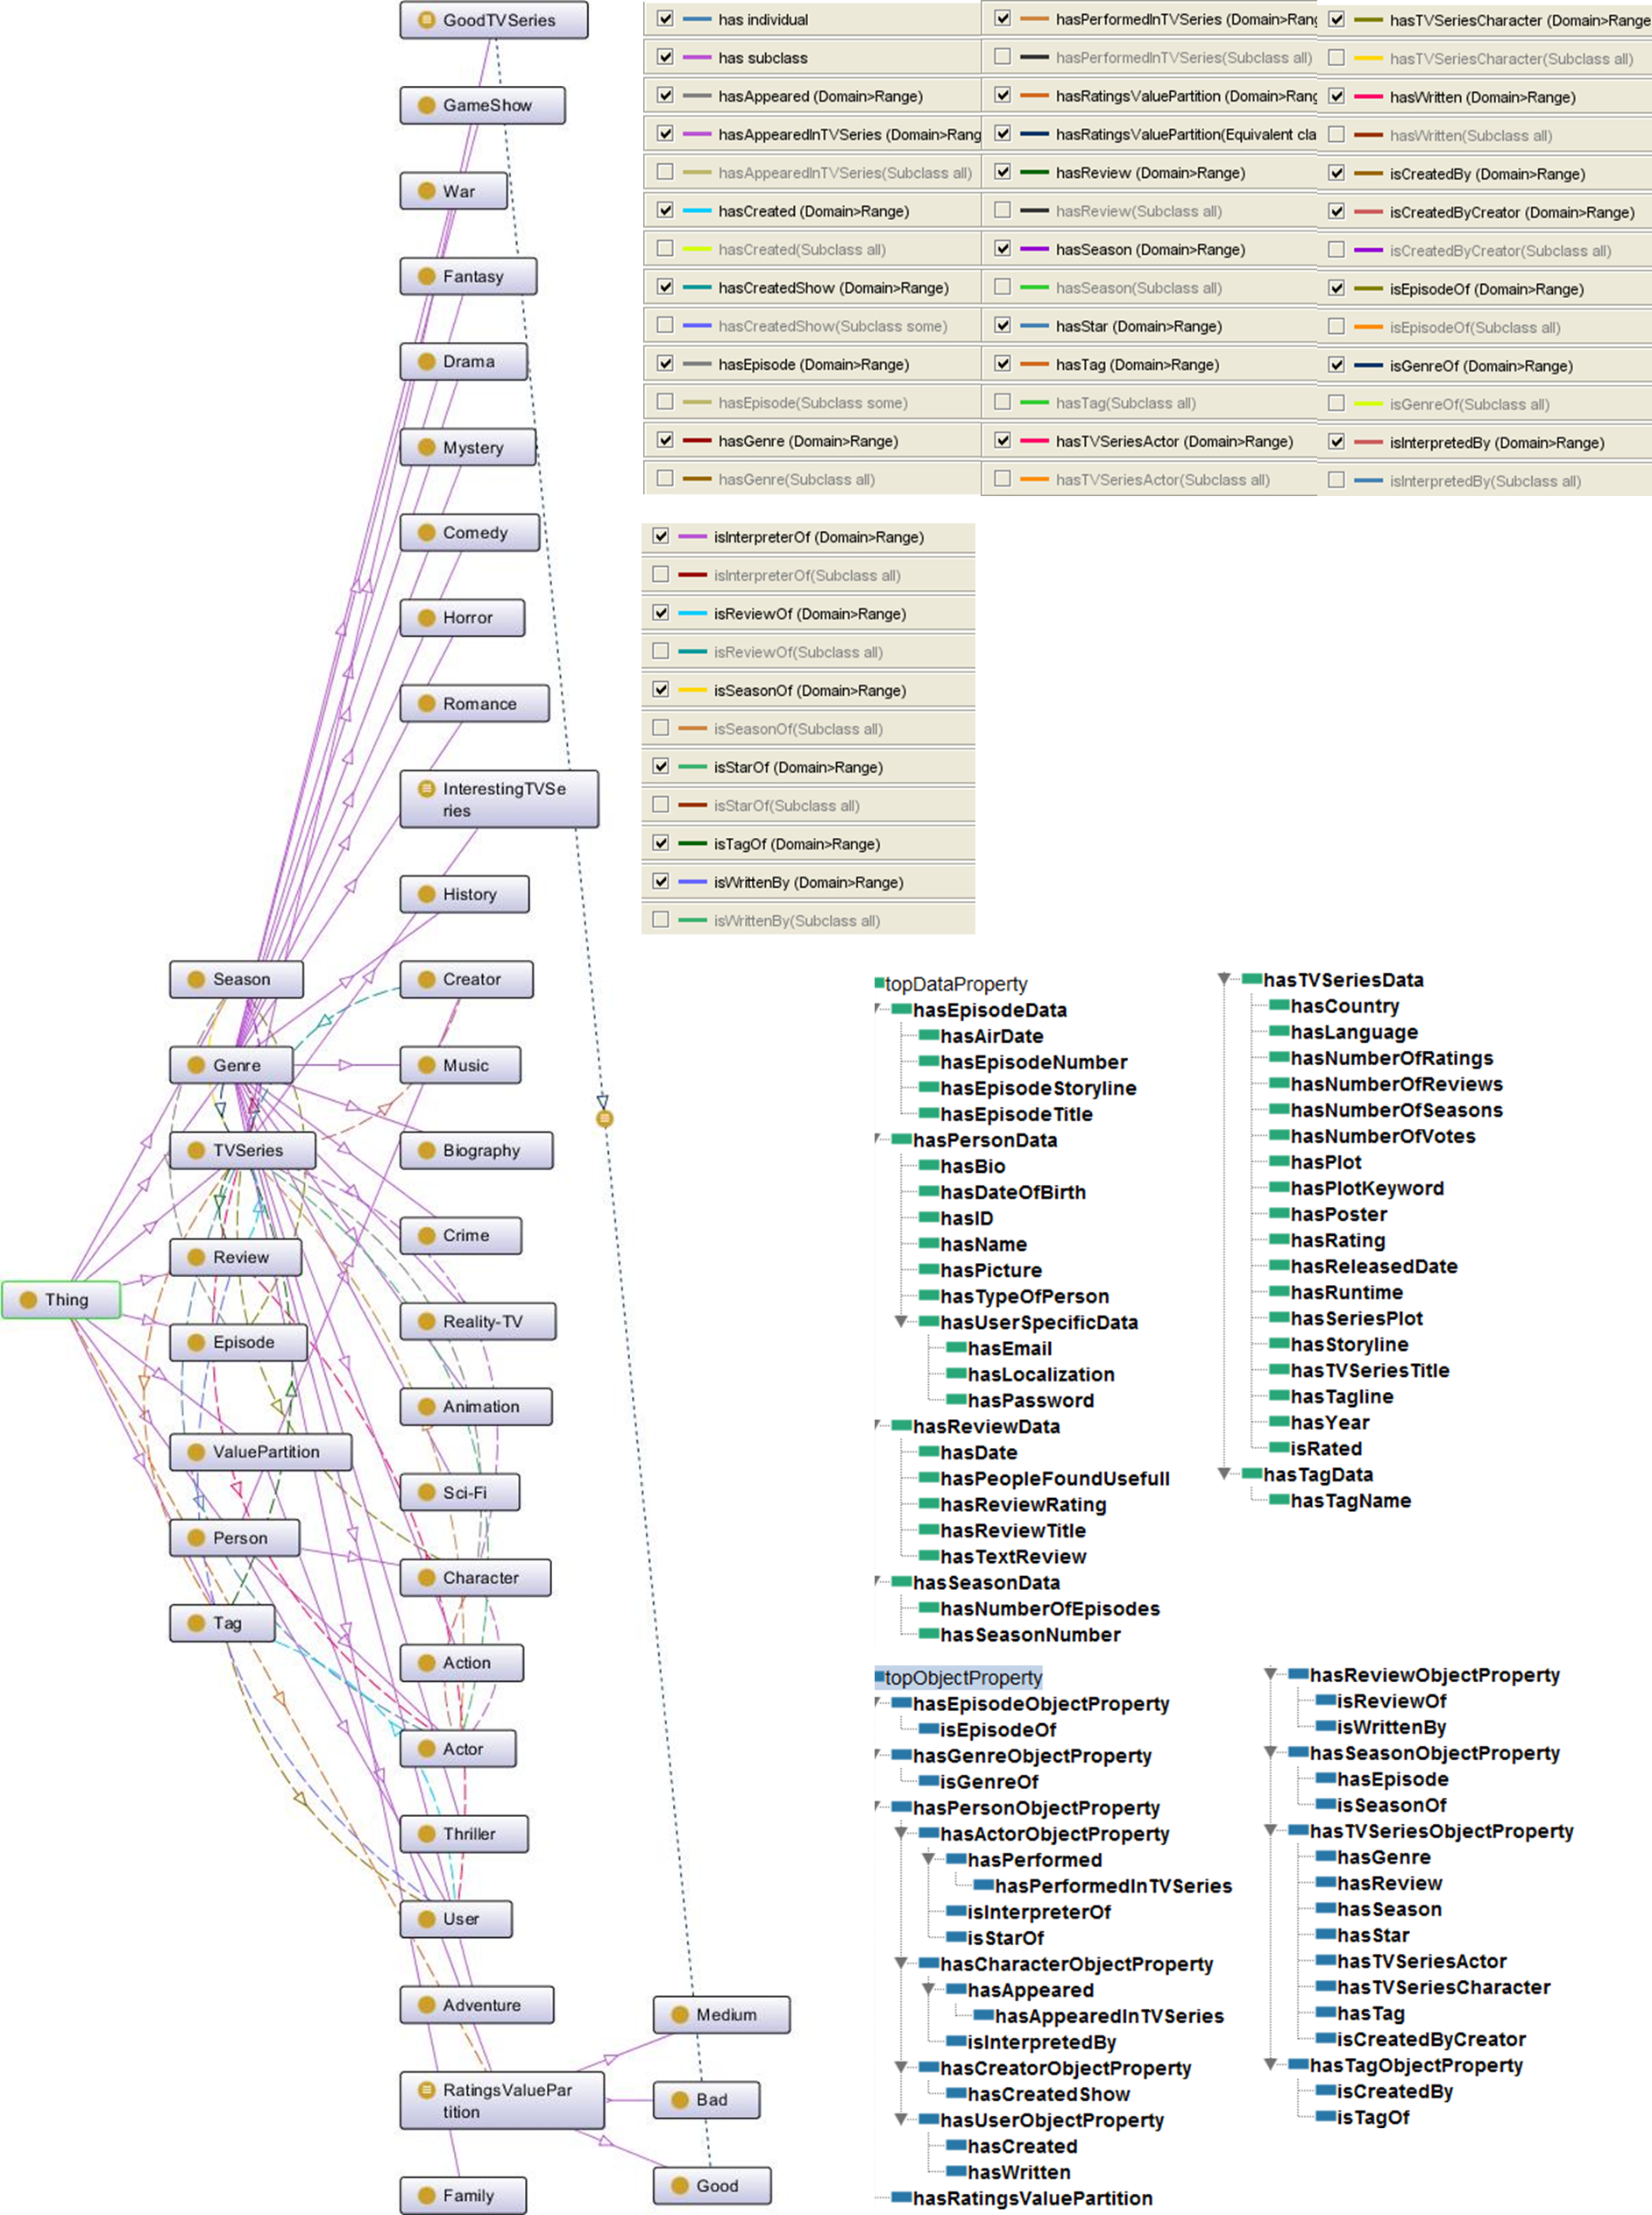 GoodTVSeries
GameShow
War
Fantasy
Drama
Mystery
Comedy
Horror
Romance
InterestingTVSe
ries
History
Season
Creator
Genre
Music
TVSeries
Biography
Review
Crime
Thing
Episode
Reality-TV
Animation
ValuePartition
Sci-Fi
Person
Character
Tag
Action
Actor
Thriller
User
Adventure
Medium
RatingsValuePar
tition
Bad
Good
Family
has individual
has subclass
hasAppeared (Domain>Range)
hasAppearedInTVSeries (Domain>Rang
hasAppearedInTVSeries(Subclass all)
hasCreated (Domain>Range)
hasCreated(Subclass all)
hasCreatedShow (Domain>Range)
hasCreatedShow(Subclass some)
hasEpisode (Domain>Range)
hasEpisode(Subclass some)
hasGenre (Domain>Range)
hasGenre(Subclass all)
hasPerformedInTVSeries (Domain>Rang
hasPerformedInTVSeries(Subclass all)
hasRatingsValuePartition (Domain>Rang
hasRatingsValuePartition(Equivalent cla
hasReview (Domain>Range)
hasReview(Subclass all)
hasSeason (Domain>Range)
hasSeason(Subclass all)
hasStar (Domain>Range)
hasTag (Domain>Range)
hasTag(Subclass all)
hasTVSeriesActor (Domain>Range)
hasTVSeriesActor(Subclass all)
hasTVSeriesCharacter (Domain>Range
hasTVSeriesCharacter(Subclass all)
hasWritten (Domain>Range)
hasWritten(Subclass all)
isCreatedBy (Domain>Range)
isCreatedByCreator (Domain>Range)
isCreatedByCreator(Subclass all)
isEpisodeOf (Domain>Range)
isEpisodeOf(Subclass all)
isGenreOf (Domain>Range)
isGenreOf(Subclass all)
isInterpretedBy (Domain>Range)
isInterpretedBy(Subclass all)
isInterpreterOf (Domain>Range)
isInterpreterOf(Subclass all)
isReviewOf (Domain>Range)
isReviewOf(Subclass all)
isSeasonOf (Domain>Range)
isSeasonOf(Subclass all)
isStarOf (Domain>Range)
isStarOf(Subclass all)
isTagOf (Domain>Range)
isWrittenBy (Domain>Range)
isWrittenBy(Subclass all)
topDataProperty
hasEpisodeData
hasAirDate
hasEpisodeNumber
hasEpisodeStoryline
hasEpisodeTitle
hasPersonData
hasBio
hasDateOfBirth
hasID
hasName
hasPicture
hasTypeOfPerson
hasUserSpecificData
hasEmail
hasLocalization
hasPassword
hasReviewData
hasDate
hasPeopleFoundUsefull
hasReviewRating
hasReviewTitle
hasTextReview
hasSeasonData
hasNumberOfEpisodes
hasSeasonNumber
hasTVSeriesData
hasCountry
hasLanguage
hasNumberOfRatings
hasNumberOfReviews
hasNumberOfSeasons
hasNumberOfVotes
hasPlot
hasPlotKeyword
hasPoster
hasRating
hasReleasedDate
hasRuntime
hasSeriesPlot
hasStoryline
hasTVSeriesTitle
hasTagline
hasYear
isRated
hasTagData
hasTagName
topObjectProperty
hasEpisodeObjectProperty
isEpisodeOf
hasGenreObjectProperty
isGenreOf
hasPersonObjectProperty
hasActorObjectProperty
hasPerformed
hasPerformedInTVSeries
isInterpreterOf
isStarOf
hasCharacterObjectProperty
hasAppeared
hasAppearedInTVSeries
isInterpretedBy
hasCreatorObjectProperty
hasCreatedShow
hasUserObjectProperty
hasCreated
hasWritten
hasRatingsValuePartition
hasReviewObjectProperty
isReviewOf
isWrittenBy
hasSeasonObjectProperty
hasEpisode
isSeasonOf
hasTVSeriesObjectProperty
hasGenre
hasReview
hasSeason
hasStar
hasTVSeriesActor
hasTVSeriesCharacter
hasTag
isCreatedByCreator
hasTagObjectProperty
isCreatedBy
isTagOf